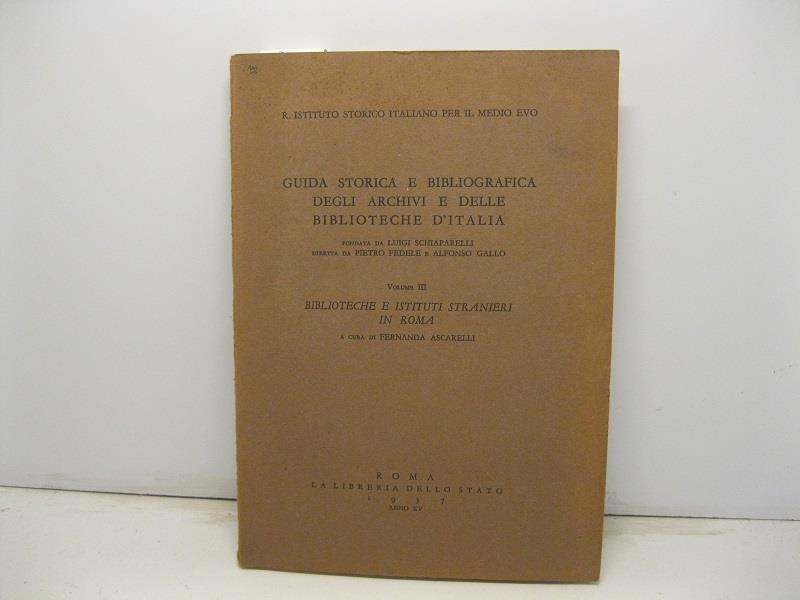 R. ISTITUTO STORICO ITALIANO PER IL MEDIO EVO
GUIDA STORICA E BIBLIOGRAFICA
DEGLI ARCHIVI E DELLE
BIBLIOTECHE D'ITALIA
FONDATA DA LUIGI SCHIAPARELLI
DIRETTA DA PIETRO FEDELE E ALFONSO GALLO
VOLUME III
BIBLIOTECHE E ISTITUTI STRANIERI
IN ROMA
A CURA DI FERNANDA ASCARELLI
ROMA
LA LIBRERIA DELLO STATO
1937
ANNO XV